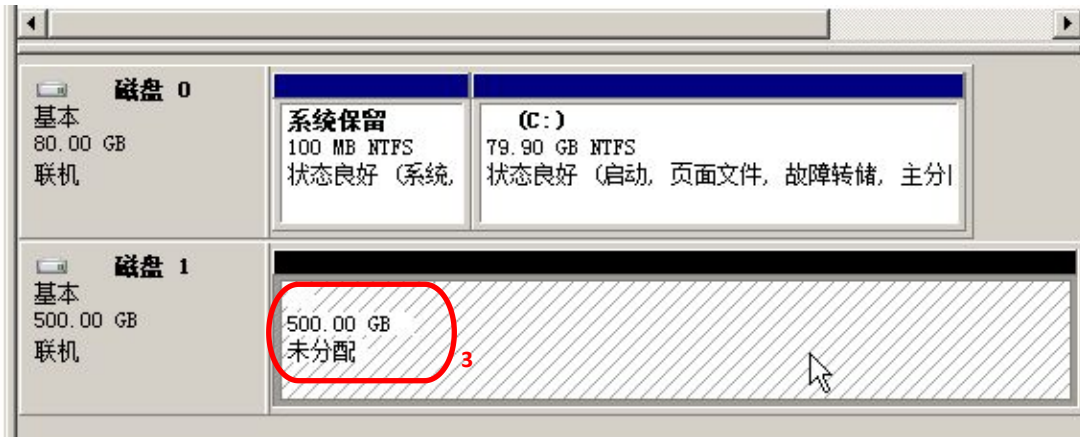 磁盘 0
基本
80.00 GB
联机
系统保留
100 MB NTFS
状态良好 (系统,
(C:)
79.90 GB NTFS
状态良好 (启动, 页面文件, 故障转储, 主分
磁盘 1
基本
500.00 GB
联机
500.00 GB
未分配
3